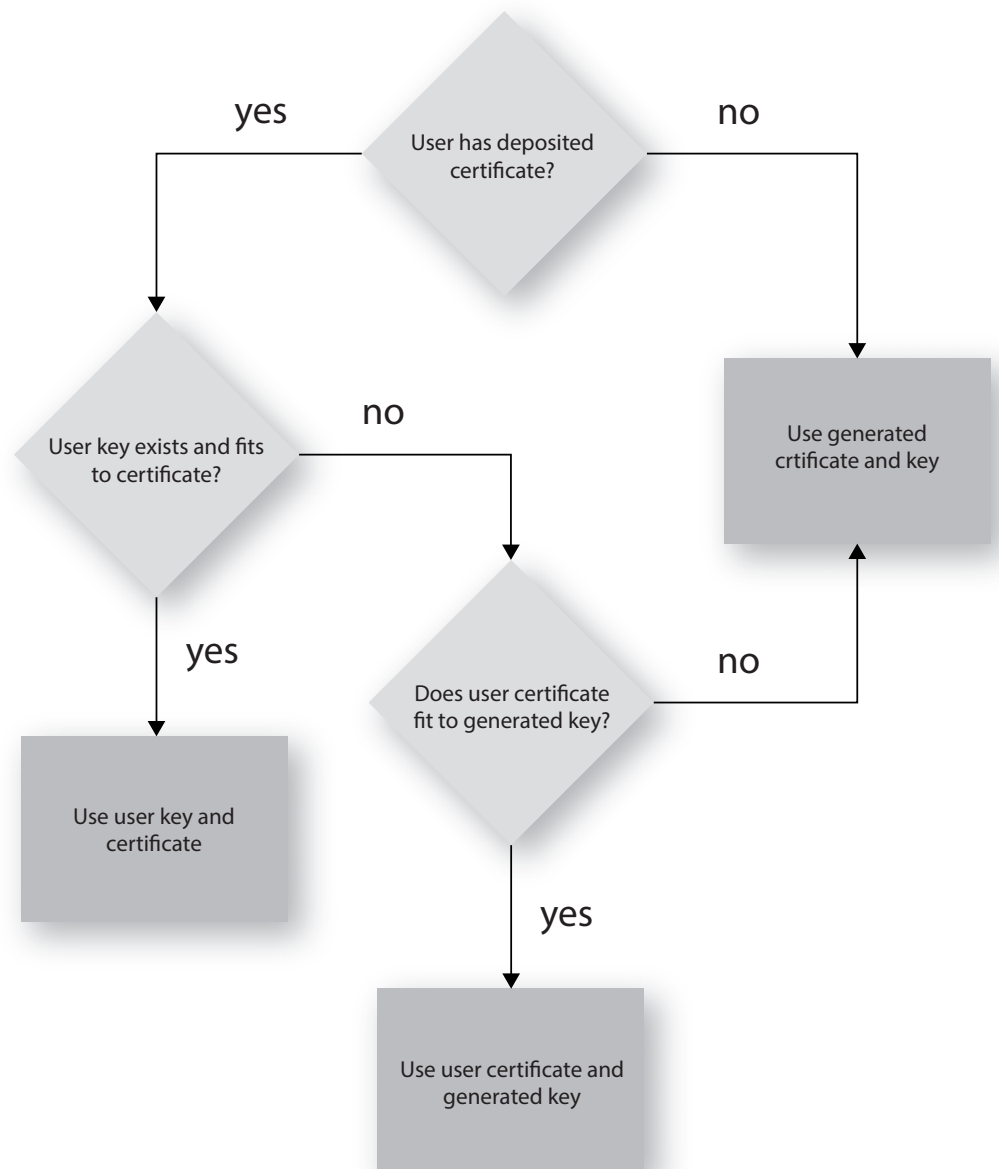 yes
no
User has deposited
certificate?
no
User key exists and fits
to certificate?
Use generated
crtificate and key
yes
no
Does user certificate
fit to generated key?
Use user key and
certificate
yes
Use user certificate and
generated key